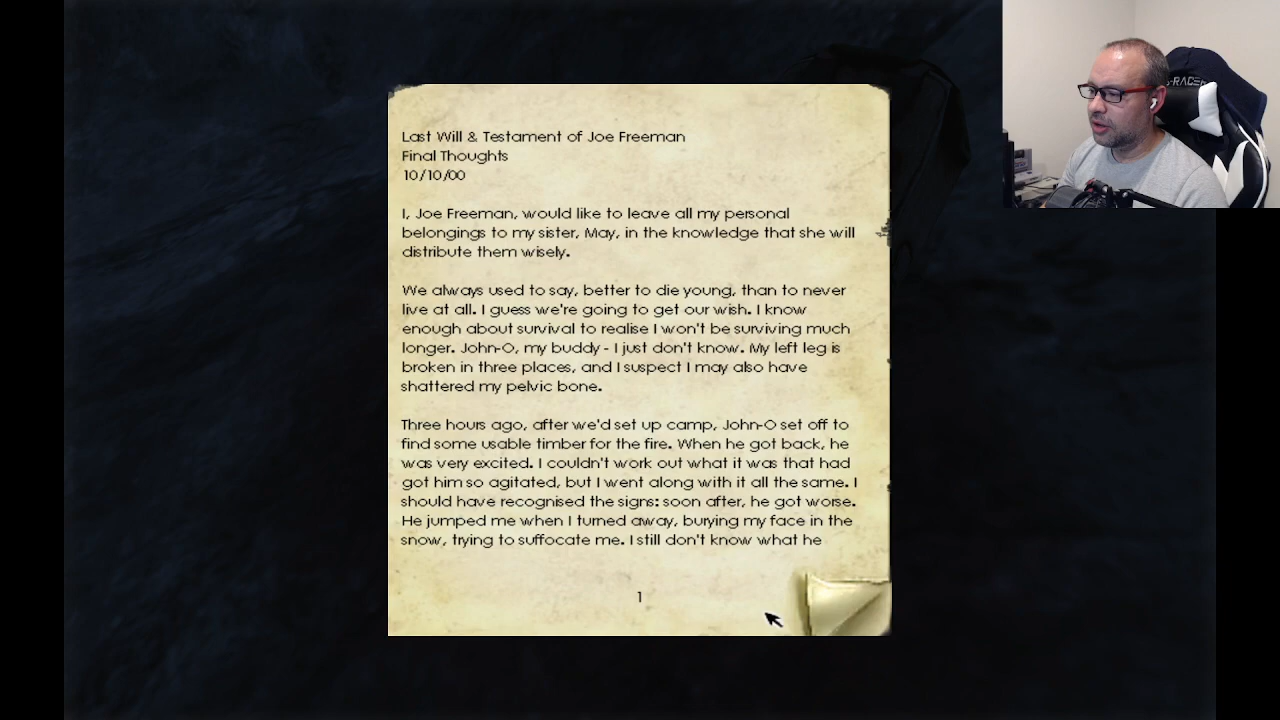 Last Will & Testament of Joe Freeman
Final Thoughts
10/10/00
I, Joe Freeman, would like to leave all my personal
belongings to my sister, May, in the knowledge that she will
distribute them wisely.
We always used to say, better to die young, than to never
live at all. I guess we're going to get our wish. I know
enough about survival to realise I won't be surviving much
longer. John-O, my buddy - I just don't know. My left leg is
broken in three places, and I suspect I may also have
shattered my pelvic bone.
Three hours ago, after we'd set up camp, John-O set off to
find some usable timber for the fire. When he got back, he
was very excited. I couldn't work out what it was that had
got him so agitated, but I went along with it all the same. I
should have recognised the signs: soon after, he got worse.
He jumped me when I turned away, burying my face in the
snow, trying to suffocate me. I still don't know what he
1